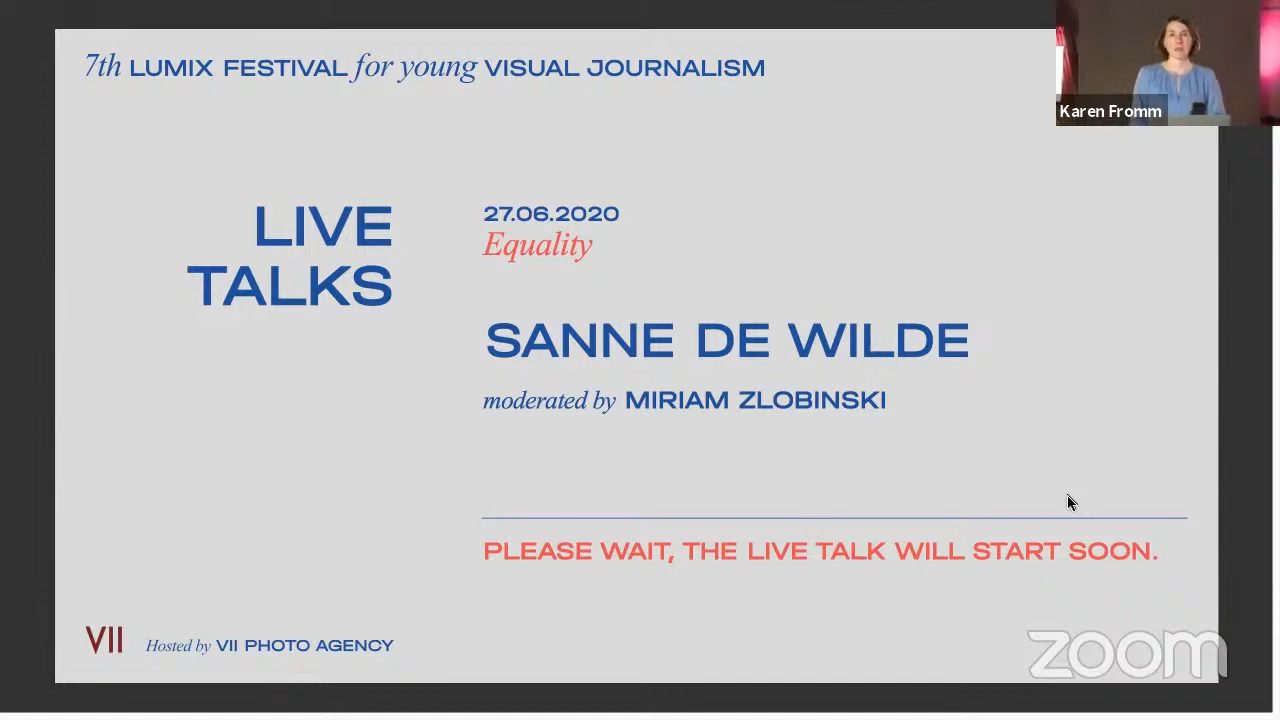 7th LUMIX FESTIVAL for young VISUAL JOURNALISM
Karen Fromm
LIVE
TALKS
27.06.2020
Equality
SANNE DE WILDE
moderated by MIRIAM ZLOBINSKI
PLEASE WAIT, THE LIVE TALK WILL START SOON.
VII Hosted by VII PHOTO AGENCY
zoom